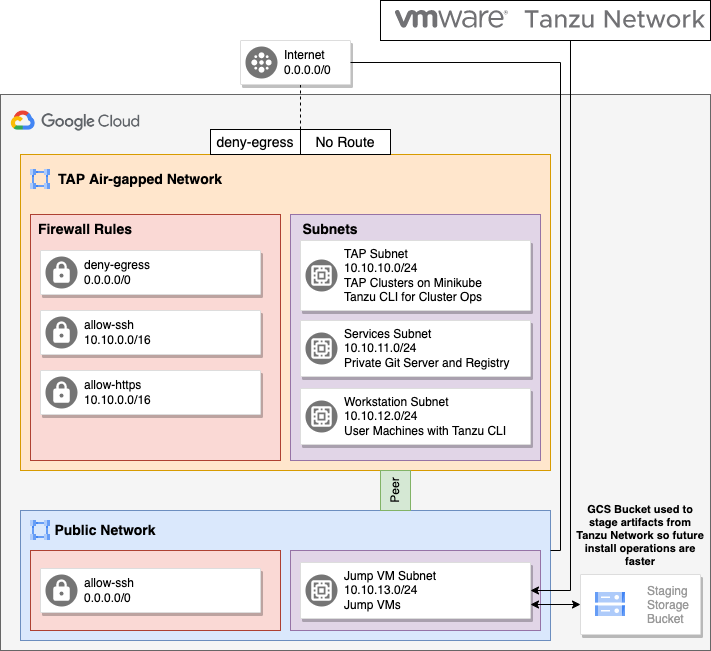 vmware® Tanzu Network
Internet
0.0.0.0/0
Google Cloud
deny-egress
No Route
TAP Air-gapped Network
Firewall Rules
deny-egress
0.0.0.0/0
allow-ssh
10.10.0.0/16
allow-https
10.10.0.0/16
Subnets
TAP Subnet
10.10.10.0/24
TAP Clusters on Minikube
Tanzu CLI for Cluster Ops
Services Subnet
10.10.11.0/24
Private Git Server and Registry
Workstation Subnet
10.10.12.0/24
User Machines with Tanzu CLI
Peer
Public Network
allow-ssh
0.0.0.0/0
Jump VM Subnet
10.10.13.0/24
Jump VMs
GCS Bucket used to
stage artifacts from
Tanzu Network so future
install operations are
faster
Staging
Storage
Bucket